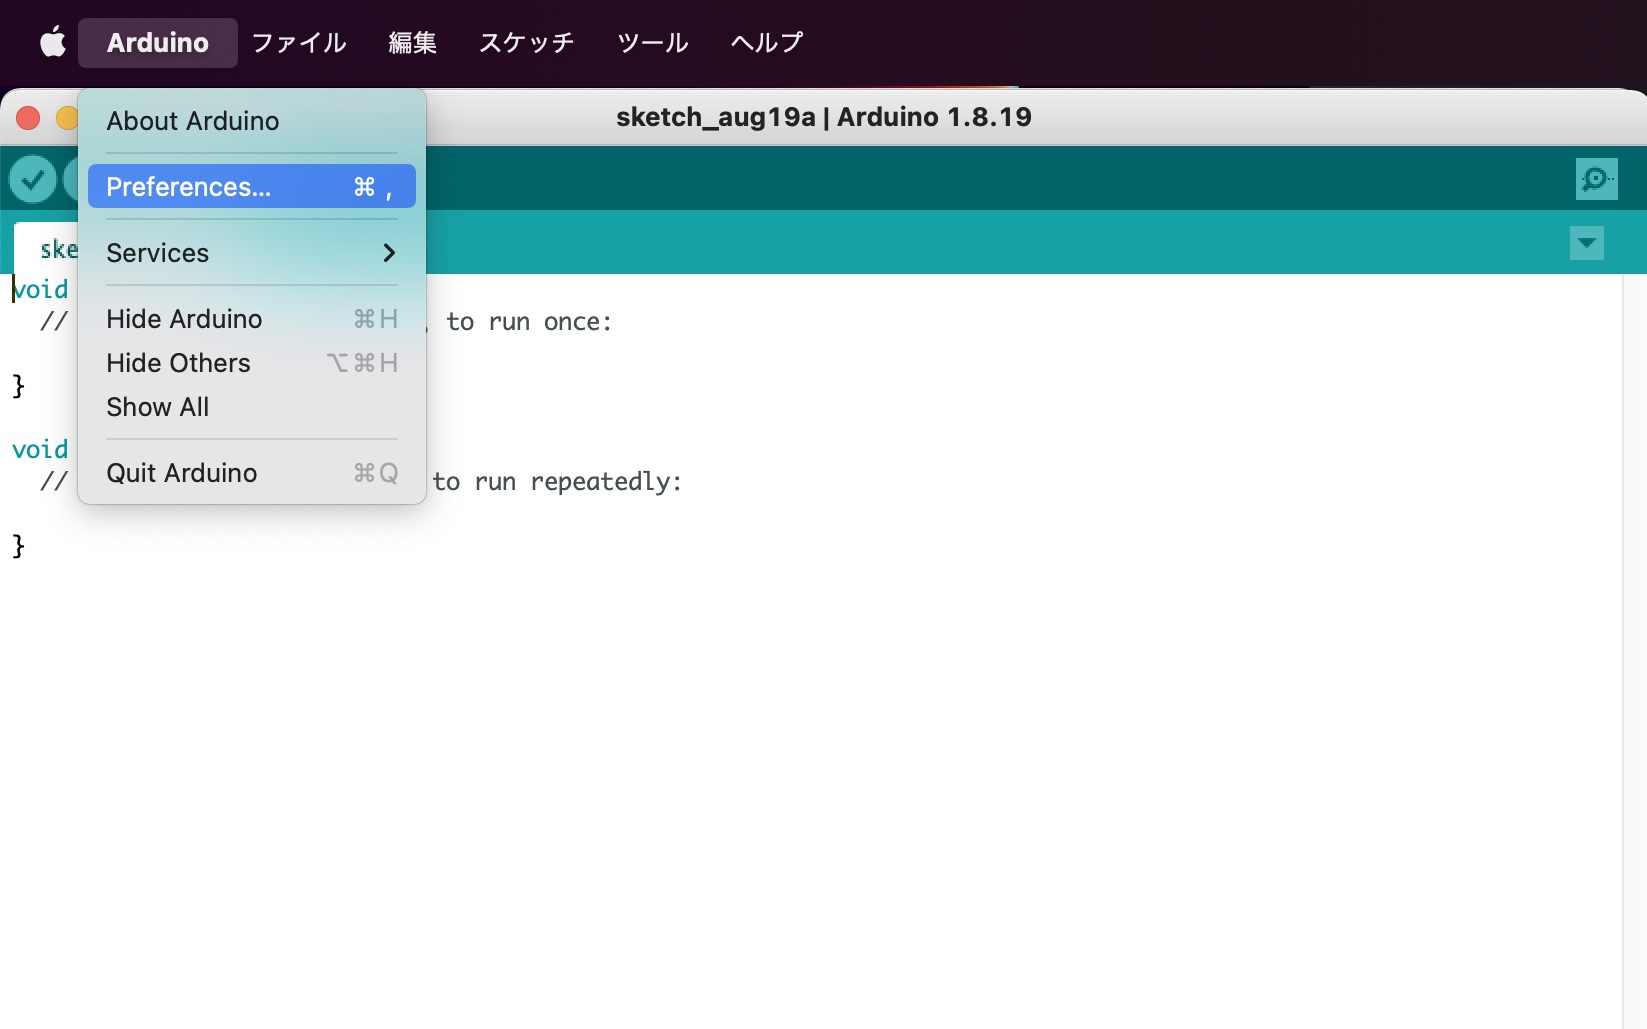 Arduino ファイル 編集 スケッチ ツール ヘルプ
sketch_aug19a | Arduino 1.8.19
About Arduino
Preferences... ⌘ ,
Services
Hide Arduino ⌘H
Hide Others ⌥⌘H
Show All
Quit Arduino ⌘Q
ske
void
// , to run once:
}
void
// to run repeatedly:
}